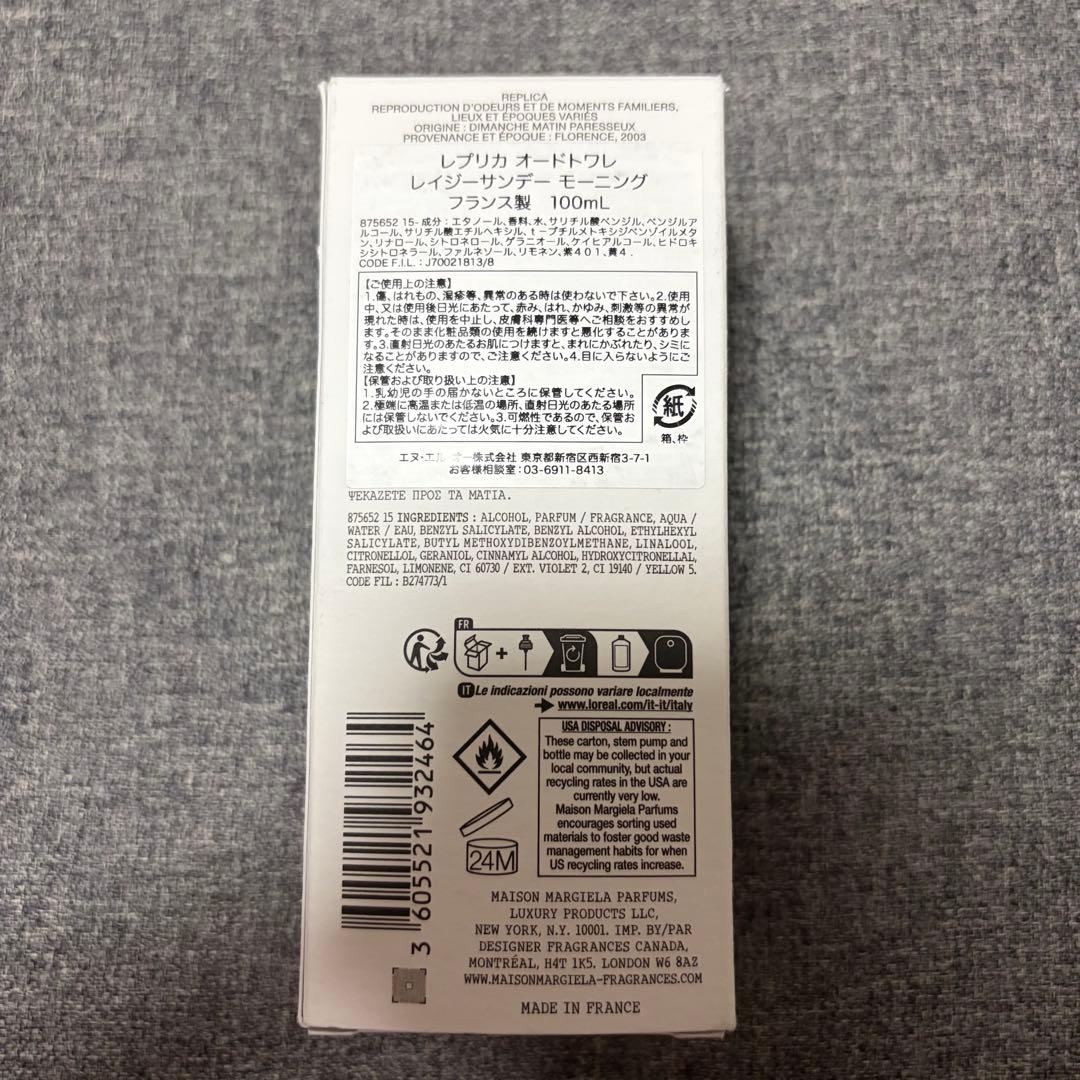 REPLICA
REPRODUCTION D'ODEURS ET DE MOMENTS FAMILIERS,
LIEUX ET ÉPOQUES VARIÉS
ORIGINE : DIMANCHE MATIN PARESSEUX
PROVENANCE ET ÉPOQUE : FLORENCE, 2003
レプリカ オードトワレ
レイジーサンデー モーニング
フランス製 100mL
875652 15- 成分：エタノール、香料、水、サリチル酸ベンジル、ベンジルア
ルコール、サリチル酸エチルヘキシル、t－ブチルメトキシジベンゾイルメタ
ン、リナロール、シトロネロール、ゲラニオール、ケイヒアルコール、ヒドロキ
シシトロネラール、ファルネソール、リモネン、紫401、黄4．
CODE F.I.L. : J70021813/8
【ご使用上の注意】
1.傷、はれもの、湿疹等、異常のある時は使わないで下さい。2.使用
中、又は使用後日光にあたって、赤み、はれ、かゆみ、刺激等の異常が
現れた時は、使用を中止し、皮膚科専門医等へご相談をおすすめしま
す。そのまま化粧品類の使用を続けますと悪化することがありま
す。3.直射日光のあたるお肌につけますと、まれにかぶれたり、シミに
なることがありますので、ご注意ください。4.目に入らないようにご
注意ください。
【保管および取り扱い上の注意】
1.乳幼児の手の届かないところに保管してください。
2.極端に高温または低温の場所、直射日光のあたる場所
には保管しないでください。3.可燃性であるので、保管お
よび取扱いにあたっては火気に十分注意してください。
紙
箱、枠
エヌ・エル・オー株式会社 東京都新宿区西新宿3-7-1
お客様相談室：03-6911-8413
ΨΕΚΑΖΕΤΕ ΠΡΟΣ ΤΑ ΜΑΤΙΑ.
875652 15 INGREDIENTS : ALCOHOL, PARFUM / FRAGRANCE, AQUA /
WATER / EAU, BENZYL SALICYLATE, BENZYL ALCOHOL, ETHYLHEXYL
SALICYLATE, BUTYL METHOXYDIBENZOYLMETHANE, LINALOOL,
CITRONELLOL, GERANIOL, CINNAMYL ALCOHOL, HYDROXYCITRONELLAL,
FARNESOL, LIMONENE, CI 60730 / EXT. VIOLET 2, CI 19140 / YELLOW 5.
CODE FIL : B274773/1
FR
+
IT Le indicazioni possono variare localmente
www.loreal.com/it-it/italy
USA DISPOSAL ADVISORY :
These carton, stem pump and
bottle may be collected in your
local community, but actual
recycling rates in the USA are
currently very low.
Maison Margiela Parfums
encourages sorting used
materials to foster good waste
management habits for when
US recycling rates increase.
24M
3 605521 932464
MAISON MARGIELA PARFUMS,
LUXURY PRODUCTS LLC,
NEW YORK, N.Y. 10001. IMP. BY/PAR
DESIGNER FRAGRANCES CANADA,
MONTRÉAL, H4T 1K5. LONDON W6 8AZ
WWW.MAISONMARGIELA-FRAGRANCES.COM
MADE IN FRANCE